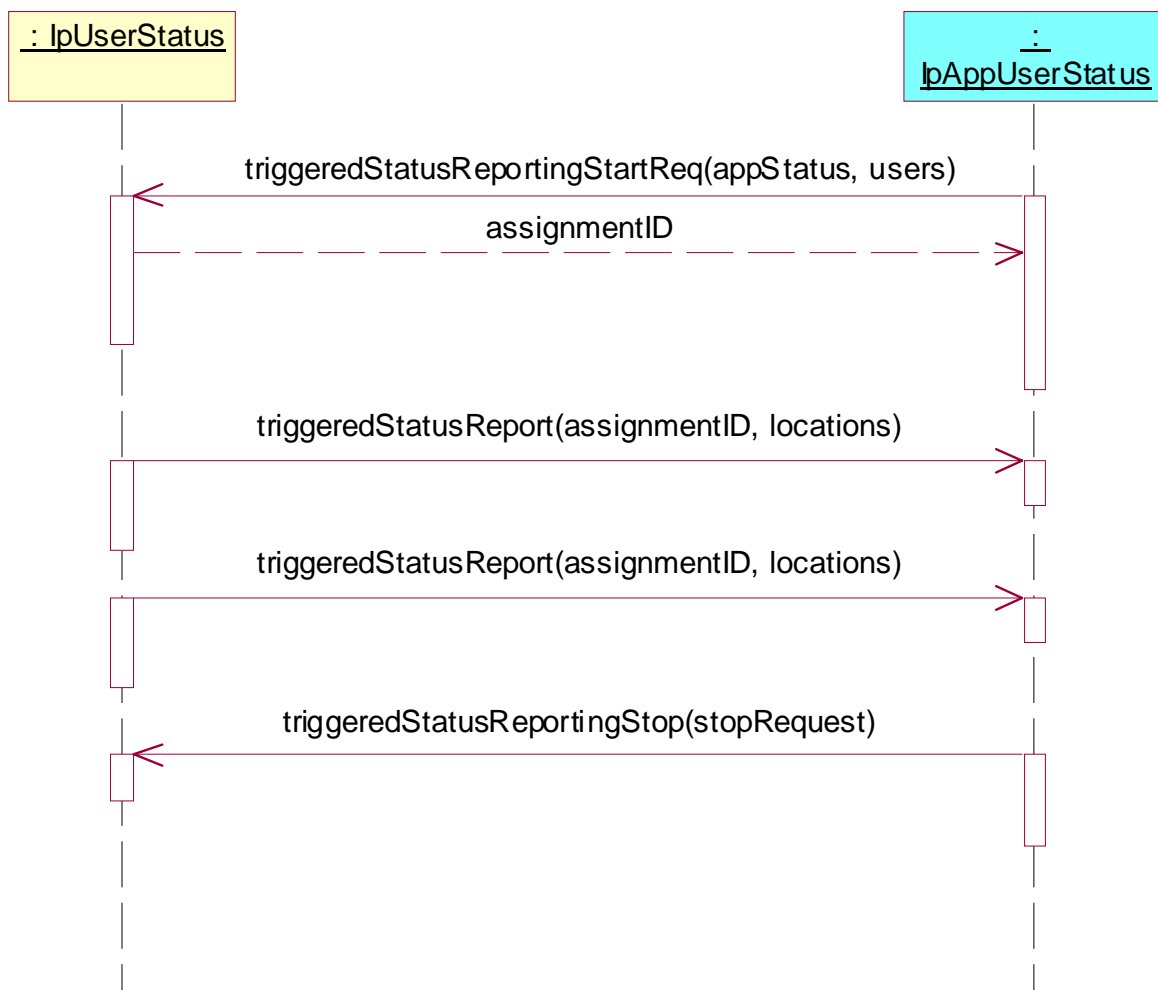 : IpUserStatus
:
IpAppUserStatus
triggeredStatusReportingStartReq(appStatus, users)
assignmentID
triggeredStatusReport(assignmentID, locations)
triggeredStatusReport(assignmentID, locations)
triggeredStatusReportingStop(stopRequest)